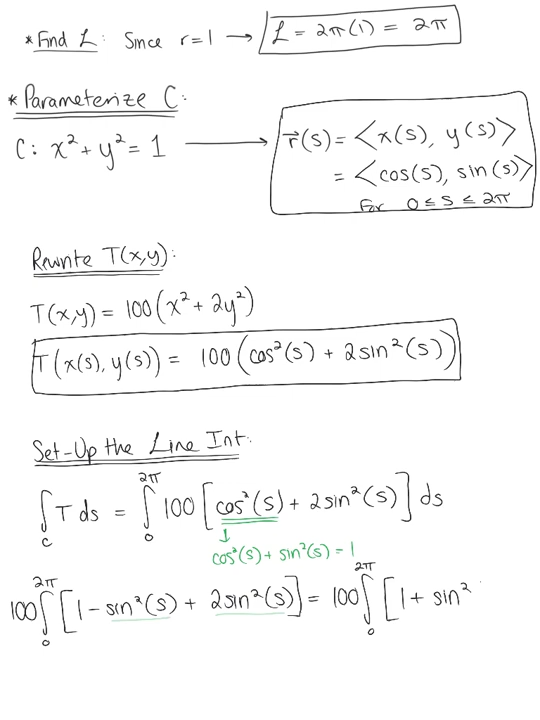 *Find L: Since r=1 → L = 2π(1) = 2π
*Parameterize C:
C: x² + y² = 1 → r⃗(s) = <x(s), y(s)>
= <cos(s), sin(s)>
For 0 ≤ s ≤ 2π
Rewrite T(x,y):
T(x,y) = 100(x² + 2y²)
T(x(s), y(s)) = 100(cos²(s) + 2sin²(s))
Set-Up the Line Int:
∫_C T ds = ∫_0^2π 100[cos²(s) + 2sin²(s)] ds
↓
cos²(s) + sin²(s) = 1
100∫_0^2π [1 - sin²(s) + 2sin²(s)] = 100∫_0^2π [1 + sin²